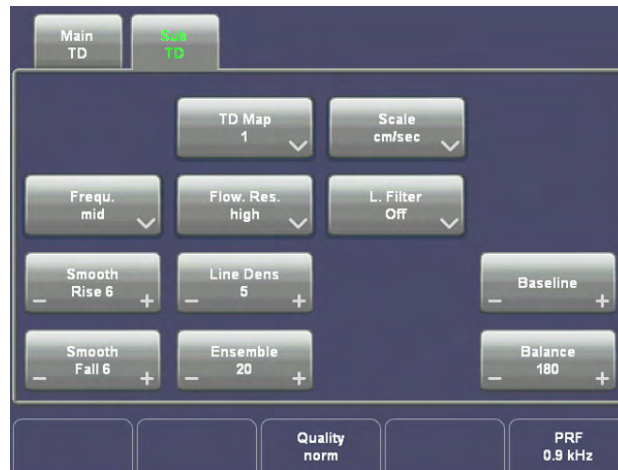 Main
TD
Sub
TD
TD Map
1
Scale
cm/sec
Frequ.
mid
Flow. Res.
high
L. Filter
Off
Smooth
Rise 6
– +
Line Dens
5
– +
Baseline
– +
Smooth
Fall 6
– +
Ensemble
20
– +
Balance
180
– +
Quality
norm
PRF
0.9 kHz